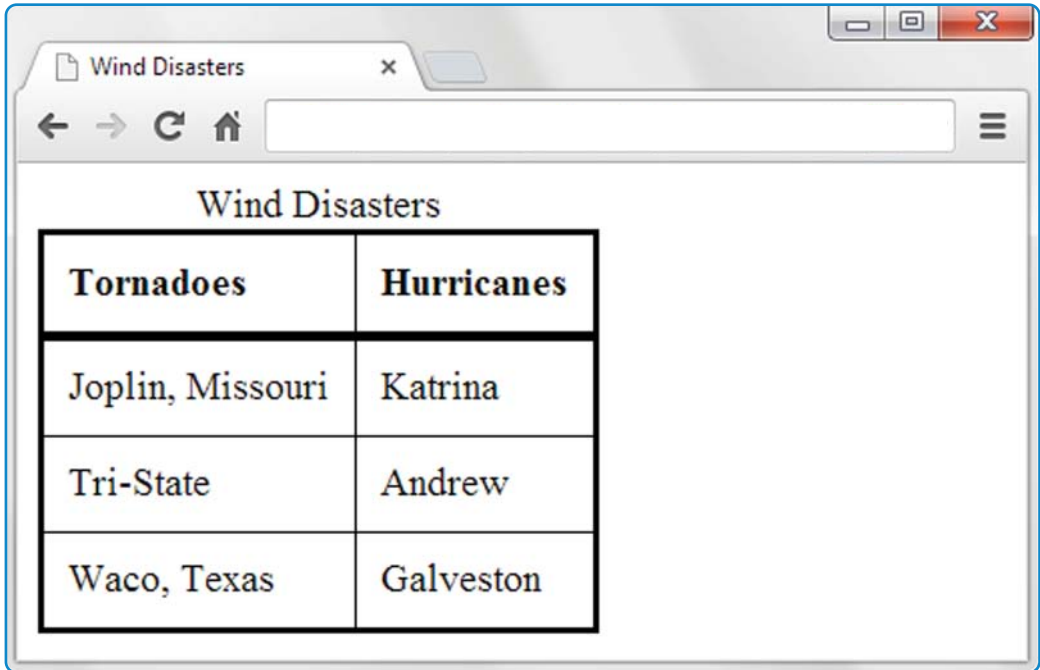 Wind Disasters
Wind Disasters
Tornadoes Hurricanes
Joplin, Missouri Katrina
Tri-State Andrew
Waco, Texas Galveston